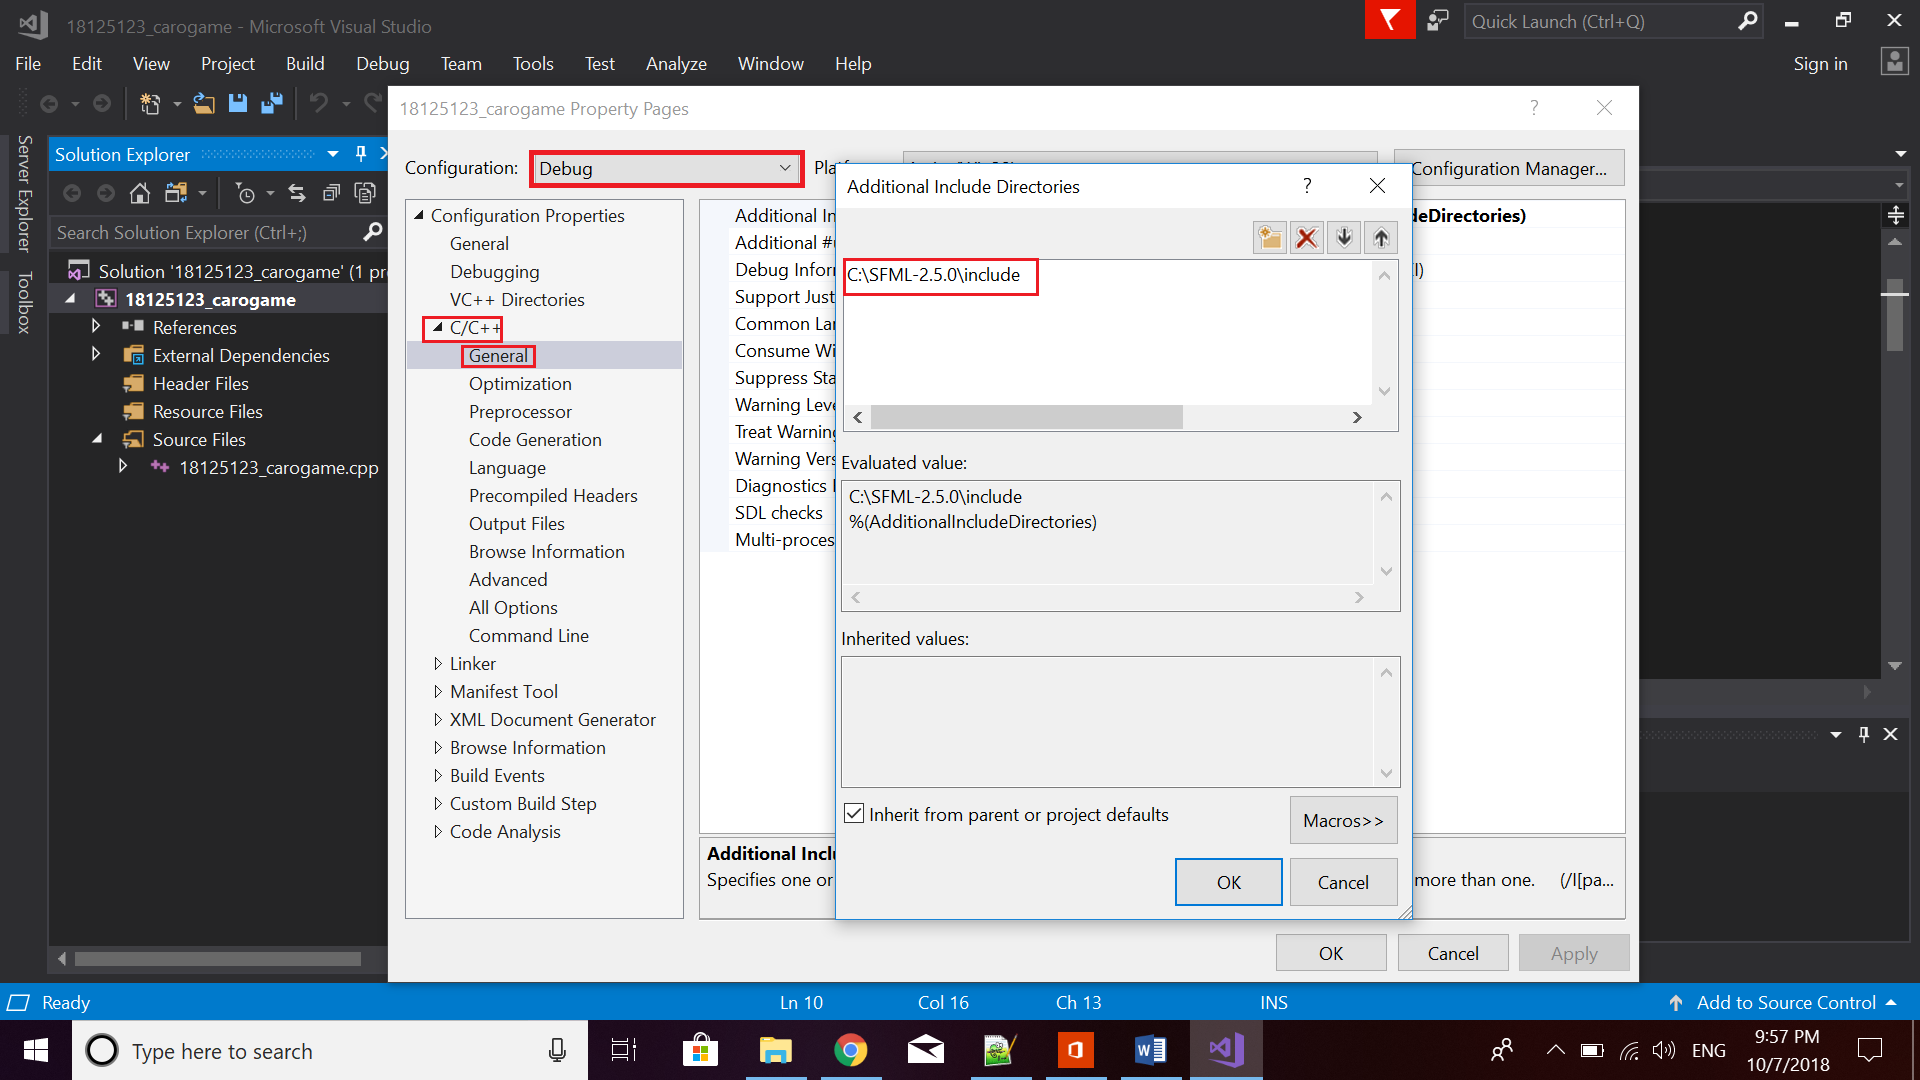 18125123_carogame - Microsoft Visual Studio
Quick Launch (Ctrl+Q)
File Edit View Project Build Debug Team Tools Test Analyze Window Help
Sign in
Server Explorer
Toolbox
Solution Explorer
Search Solution Explorer (Ctrl+;)
Solution '18125123_carogame' (1 pr
18125123_carogame
References
External Dependencies
Header Files
Resource Files
Source Files
18125123_carogame.cpp
18125123_carogame Property Pages
?
Configuration:
Debug
Configuration Manager...
Configuration Properties
General
Debugging
VC++ Directories
C/C++
General
Optimization
Preprocessor
Code Generation
Language
Precompiled Headers
Output Files
Browse Information
Advanced
All Options
Command Line
Linker
Manifest Tool
XML Document Generator
Browse Information
Build Events
Custom Build Step
Code Analysis
Additional In
Additional #u
Debug Inforr
Support Just
Common Lar
Consume Wi
Suppress Sta
Warning Leve
Treat Warning
Warning Vers
Diagnostics
SDL checks
Multi-proces
deDirectories)
Additional Include Directories
?
C:\SFML-2.5.0\include
Evaluated value:
C:\SFML-2.5.0\include
%(AdditionalIncludeDirectories)
Inherited values:
Inherit from parent or project defaults
Macros>>
OK
Cancel
Additional Inclu
Specifies one or
more than one. (/I[pa...
OK
Cancel
Apply
Ready
Ln 10
Col 16
Ch 13
INS
Add to Source Control
Type here to search
ENG
9:57 PM
10/7/2018